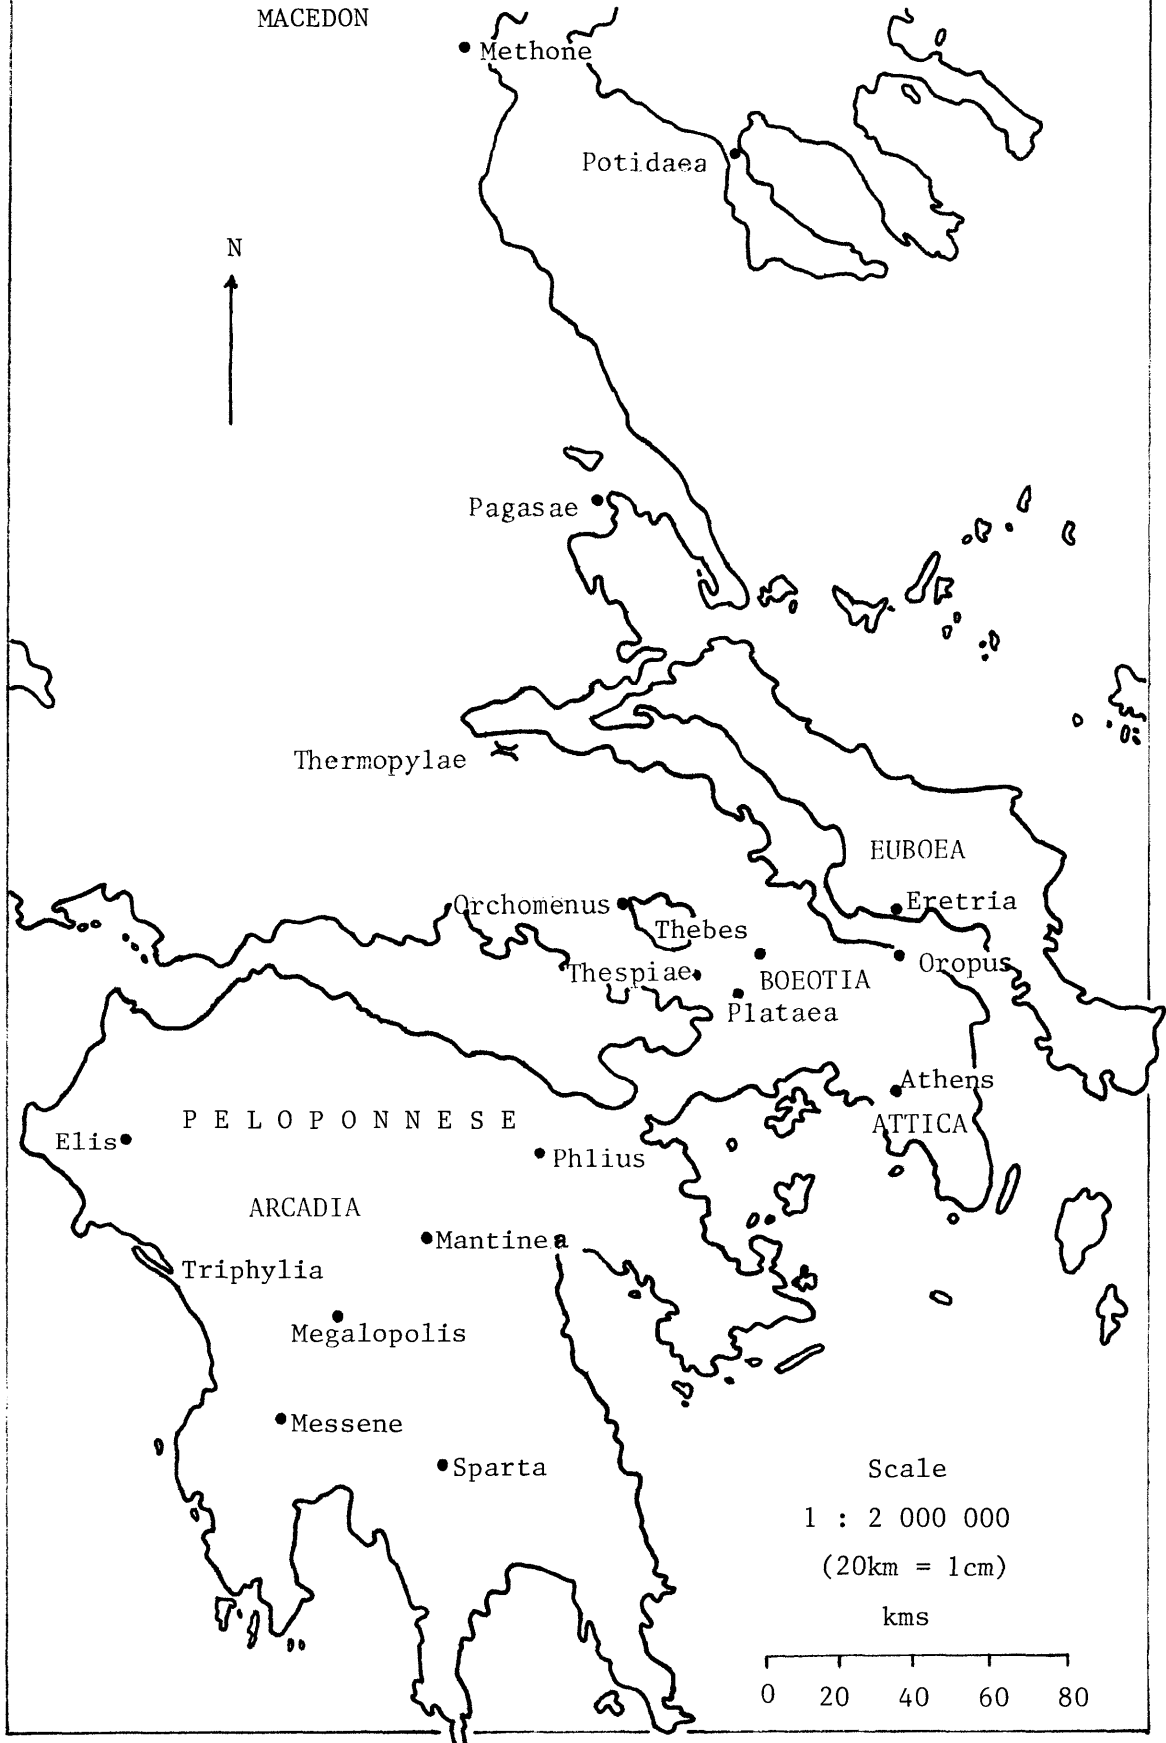 MACEDON
Methone
Potidaea
N
Pagasae
Thermopylae
EUBOEA
Orchomenus
Eretria
Thebes
Oropus
Thespiae
BOEOTIA
Plataea
Athens
PELOPONNESE
ATTICA
Elis
Phlius
ARCADIA
Mantinea
Triphylia
Megalopolis
Messene
Sparta
Scale
1 : 2 000 000
(20km = 1cm)
kms
0 20 40 60 80